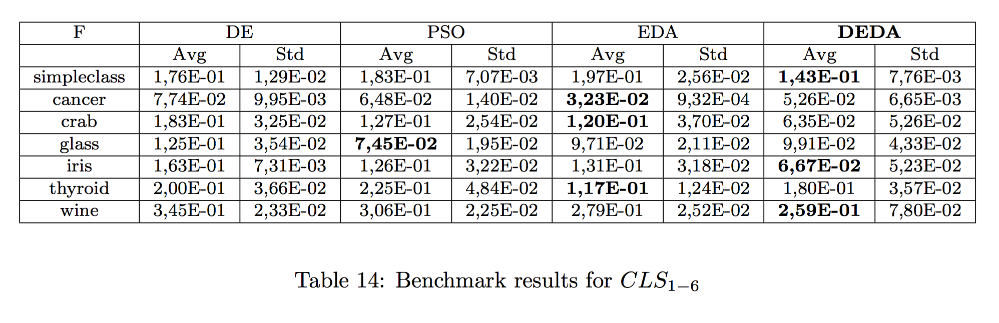 F DE PSO EDA DEDA
Avg Std Avg Std Avg Std Avg Std
simpleclass 1,76E-01 1,29E-02 1,83E-01 7,07E-03 1,97E-01 2,56E-02 1,43E-01 7,76E-03
cancer 7,74E-02 9,95E-03 6,48E-02 1,40E-02 3,23E-02 9,32E-04 5,26E-02 6,65E-03
crab 1,83E-01 3,25E-02 1,27E-01 2,54E-02 1,20E-01 3,70E-02 6,35E-02 5,26E-02
glass 1,25E-01 3,54E-02 7,45E-02 1,95E-02 9,71E-02 2,11E-02 9,91E-02 4,33E-02
iris 1,63E-01 7,31E-03 1,26E-01 3,22E-02 1,31E-01 3,18E-02 6,67E-02 5,23E-02
thyroid 2,00E-01 3,66E-02 2,25E-01 4,84E-02 1,17E-01 1,24E-02 1,80E-01 3,57E-02
wine 3,45E-01 2,33E-02 3,06E-01 2,25E-02 2,79E-01 2,52E-02 2,59E-01 7,80E-02
Table 14: Benchmark results for CLS₁₋₆